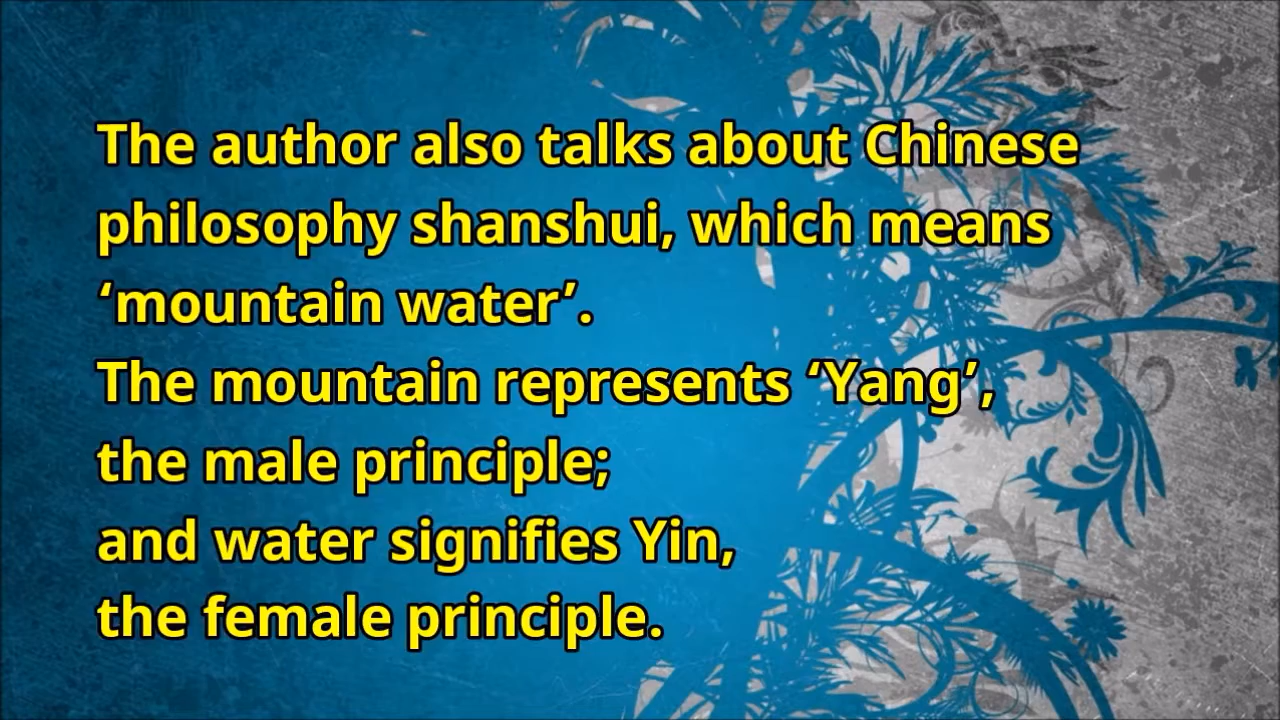 The author also talks about Chinese
philosophy shanshui, which means
‘mountain water’.
The mountain represents ‘Yang’,
the male principle;
and water signifies Yin,
the female principle.